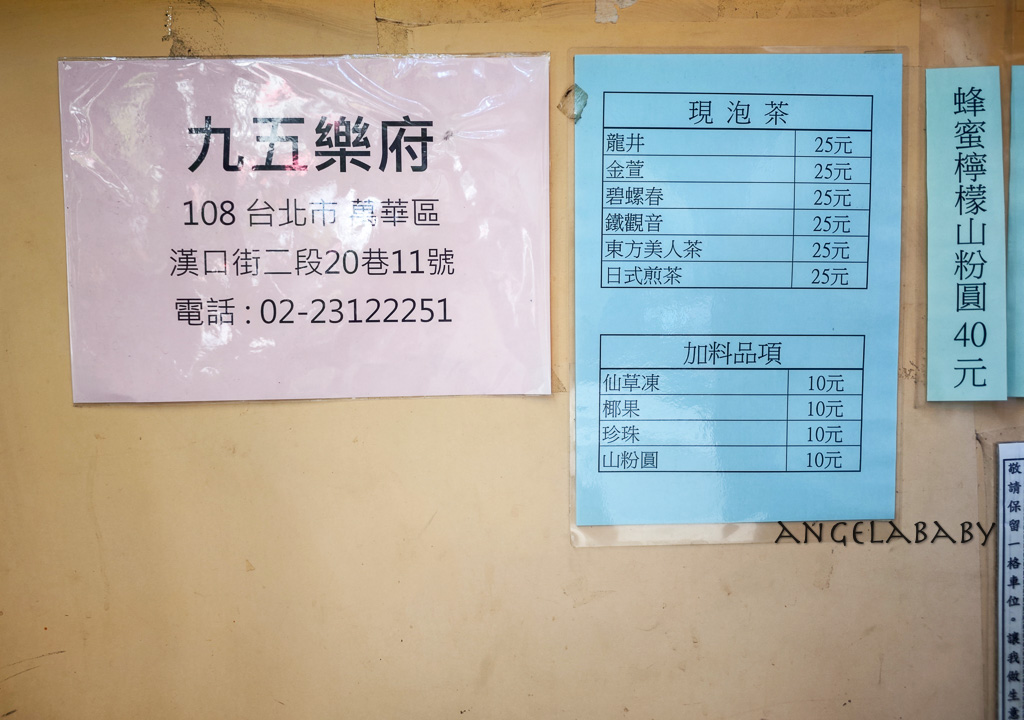 九五樂府
108 台北市 萬華區
漢口街二段20巷11號
電話 : 02-23122251
現泡茶
龍井 25元
金萱 25元
碧螺春 25元
鐵觀音 25元
東方美人茶 25元
日式煎茶 25元
加料品項
仙草凍 10元
椰果 10元
珍珠 10元
山粉圓 10元
蜂蜜檸檬山粉圓40元
敬請保留一格車位。讓我做生意
ANGELABABY